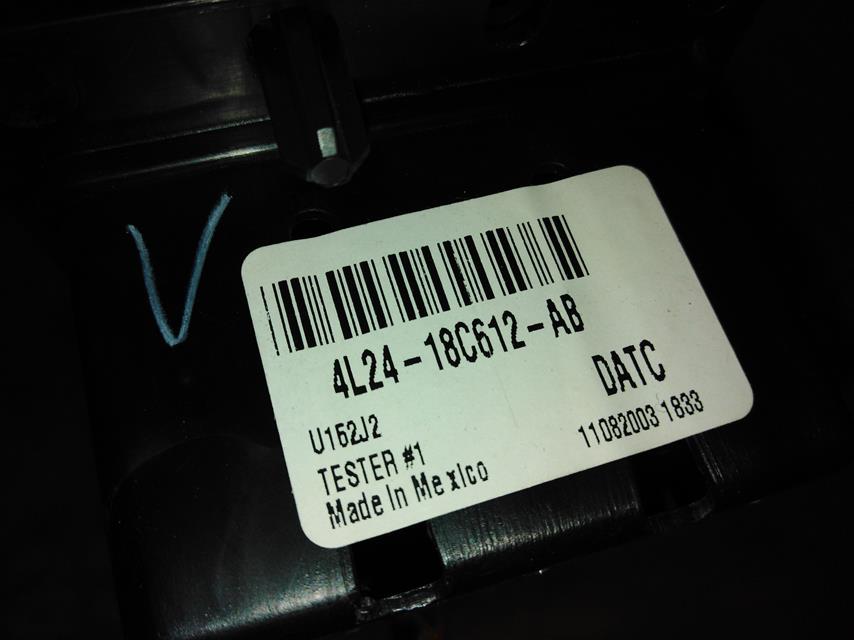 V
4L24-18C612-AB
DATC
U152J2
11082003 1833
TESTER #1
Made In Mexico